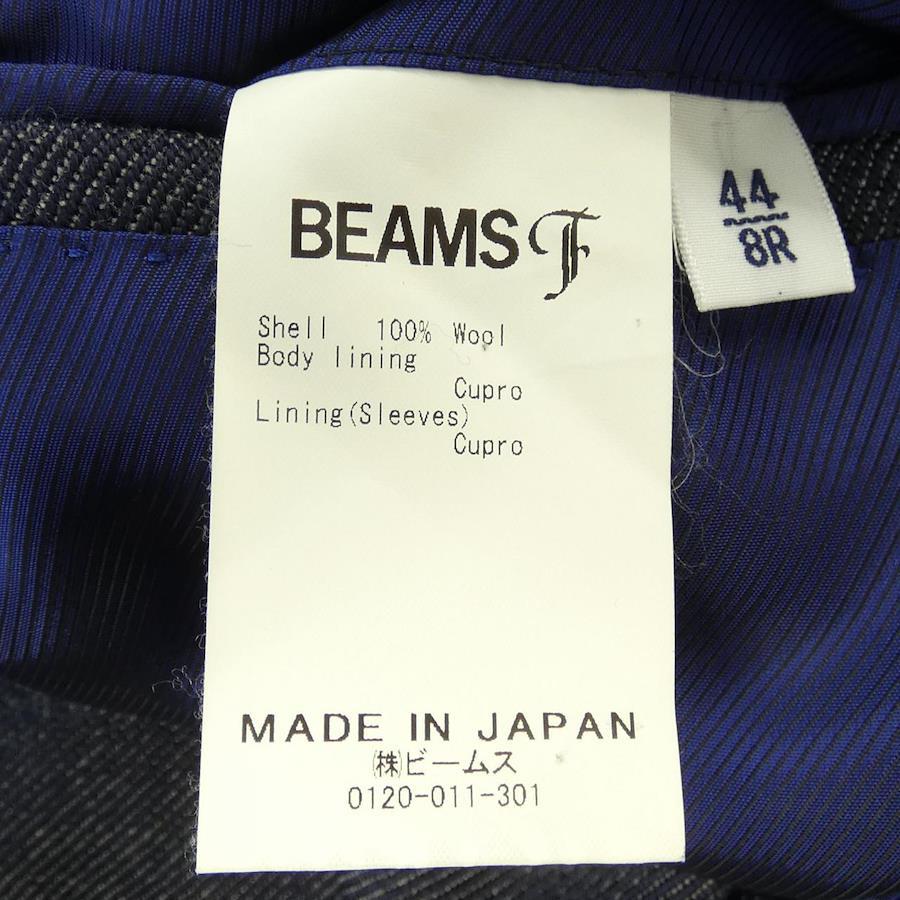 BEAMS F
44
8R
Shell 100% Wool
Body lining
Cupro
Lining(Sleeves)
Cupro
MADE IN JAPAN
㈱ビームス
0120-011-301